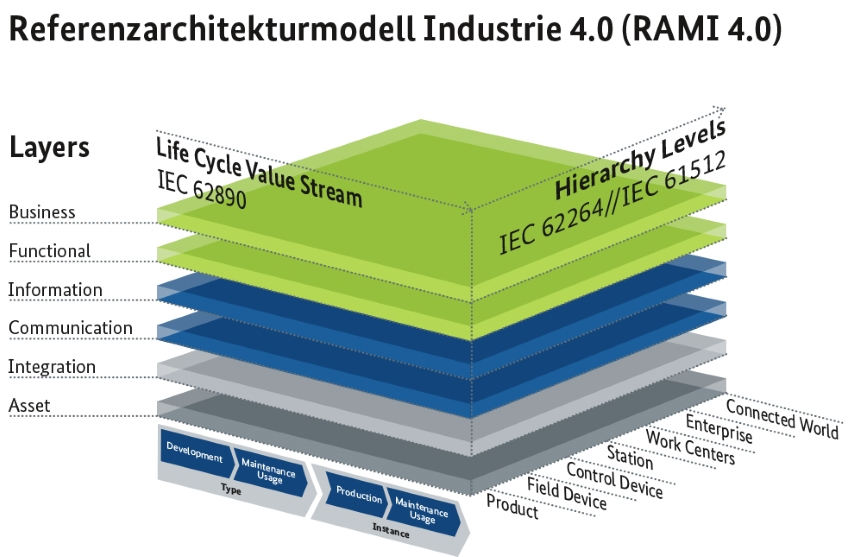 Referenzarchitekturmodell Industrie 4.0 (RAMI 4.0)
Layers
Life Cycle Value Stream
IEC 62890
Hierarchy Levels
IEC 62264//IEC 61512
Business
Functional
Information
Communication
Integration
Asset
Connected World
Enterprise
Work Centers
Station
Control Device
Field Device
Product
Development
Maintenance
Usage
Type
Production
Maintenance
Usage
Instance